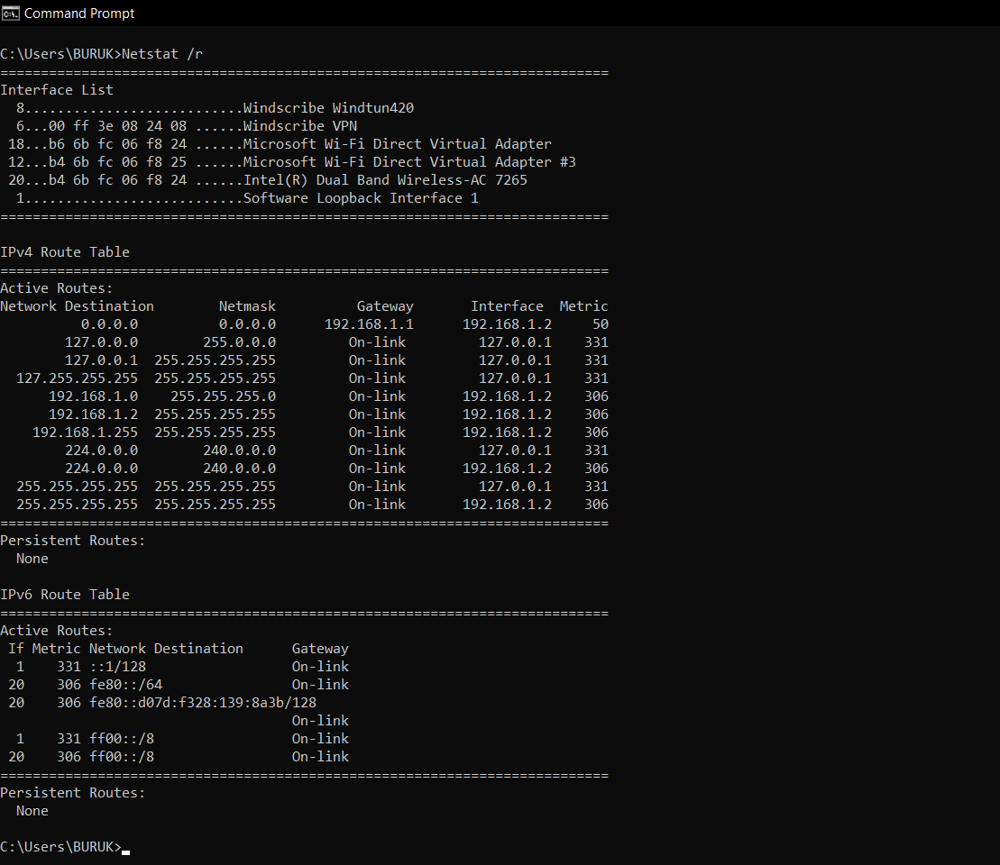 Command Prompt
C:\Users\BURUK>Netstat /r
===========================================================================
Interface List
  8...........................Windscribe Windtun420
  6...00 ff 3e 08 24 08 ......Windscribe VPN
 18...b6 6b fc 06 f8 24 ......Microsoft Wi-Fi Direct Virtual Adapter
 12...b4 6b fc 06 f8 25 ......Microsoft Wi-Fi Direct Virtual Adapter #3
 20...b4 6b fc 06 f8 24 ......Intel(R) Dual Band Wireless-AC 7265
  1...........................Software Loopback Interface 1
===========================================================================
IPv4 Route Table
===========================================================================
Active Routes:
Network Destination        Netmask          Gateway       Interface  Metric
          0.0.0.0          0.0.0.0      192.168.1.1      192.168.1.2     50
        127.0.0.0        255.0.0.0         On-link         127.0.0.1    331
        127.0.0.1  255.255.255.255         On-link         127.0.0.1    331
  127.255.255.255  255.255.255.255         On-link         127.0.0.1    331
      192.168.1.0    255.255.255.0         On-link       192.168.1.2    306
      192.168.1.2  255.255.255.255         On-link       192.168.1.2    306
    192.168.1.255  255.255.255.255         On-link       192.168.1.2    306
        224.0.0.0        240.0.0.0         On-link         127.0.0.1    331
        224.0.0.0        240.0.0.0         On-link       192.168.1.2    306
  255.255.255.255  255.255.255.255         On-link         127.0.0.1    331
  255.255.255.255  255.255.255.255         On-link       192.168.1.2    306
===========================================================================
Persistent Routes:
  None
IPv6 Route Table
===========================================================================
Active Routes:
 If Metric Network Destination      Gateway
  1    331 ::1/128                  On-link
 20    306 fe80::/64                On-link
 20    306 fe80::d07d:f328:139:8a3b/128
                                    On-link
  1    331 ff00::/8                 On-link
 20    306 ff00::/8                 On-link
===========================================================================
Persistent Routes:
  None
C:\Users\BURUK>